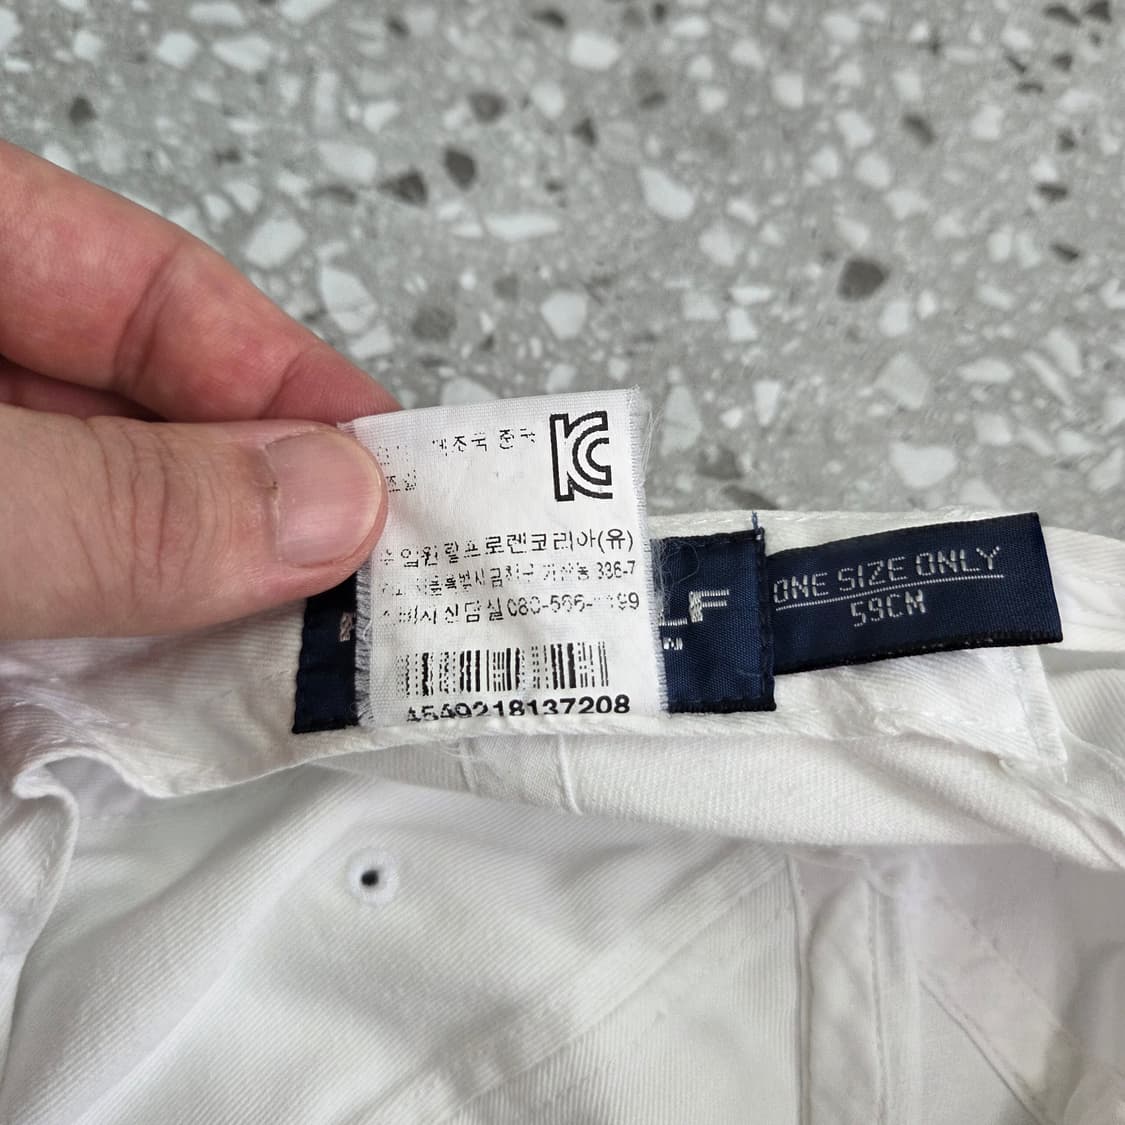 제조국 중국
KC
수입원 랄프로렌코리아(유)
서울특별시 금천구 가산동 336-7
소비자 상담실
4549218137208
LF
ONE SIZE ONLY
59CM